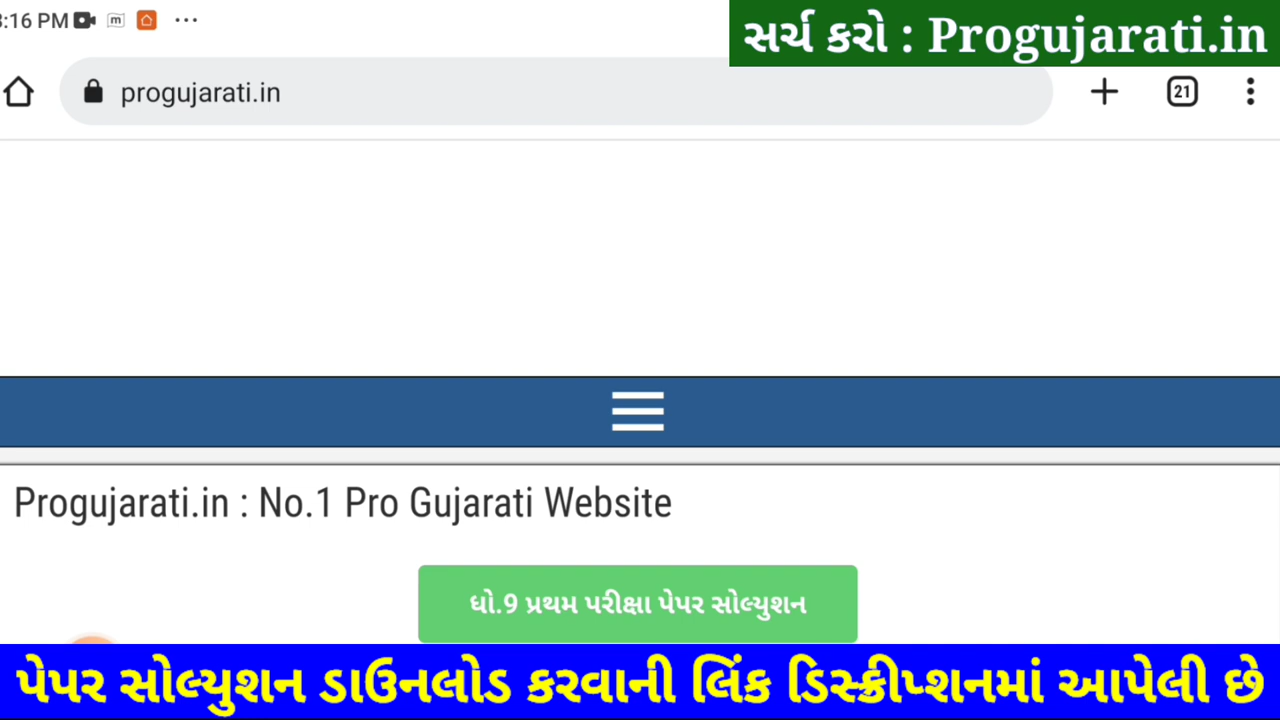 :16 PM
સર્ચ કરો : Progujarati.in
progujarati.in
21
Progujarati.in : No.1 Pro Gujarati Website
ધો.9 પ્રથમ પરીક્ષા પેપર સોલ્યુશન
પેપર સોલ્યુશન ડાઉનલોડ કરવાની લિંક ડિસ્ક્રીપ્શનમાં આપેલી છે